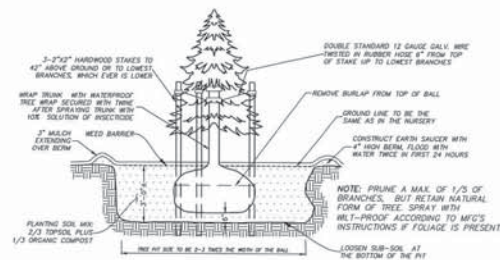 3-2"X2" HARDWOOD STAKES TO
42" ABOVE GROUND OR TO LOWEST
BRANCHES, WHICH EVER IS LOWER
WRAP TRUNK WITH WATERPROOF
TREE WRAP SECURED WITH TWINE
AFTER SPRAYING TRUNK WITH
10% SOLUTION OF INSECTICIDE
3" MULCH
EXTENDING
OVER BERM
WEED BARRIER
PLANTING SOIL MIX:
2/3 TOPSOIL PLUS
1/3 ORGANIC COMPOST
DOUBLE STANDARD 12 GAUGE GALV. WIRE
TWISTED IN RUBBER HOSE 6" FROM TOP
OF STAKE UP TO LOWEST BRANCHES
REMOVE BURLAP FROM TOP OF BALL
GROUND LINE TO BE THE
SAME AS IN THE NURSERY
CONSTRUCT EARTH SAUCER WITH
4" HIGH BERM, FLOOD WITH
WATER TWICE IN FIRST 24 HOURS
NOTE: PRUNE A MAX. OF 1/5 OF
BRANCHES, BUT RETAIN NATURAL
FORM OF TREE. SPRAY WITH
WILT-PROOF ACCORDING TO MFG'S
INSTRUCTIONS IF FOLIAGE IS PRESENT
LOOSEN SUB-SOIL AT
THE BOTTOM OF THE PIT
TREE PIT SIZE TO BE 2-3 TIMES THE WIDTH OF THE BALL